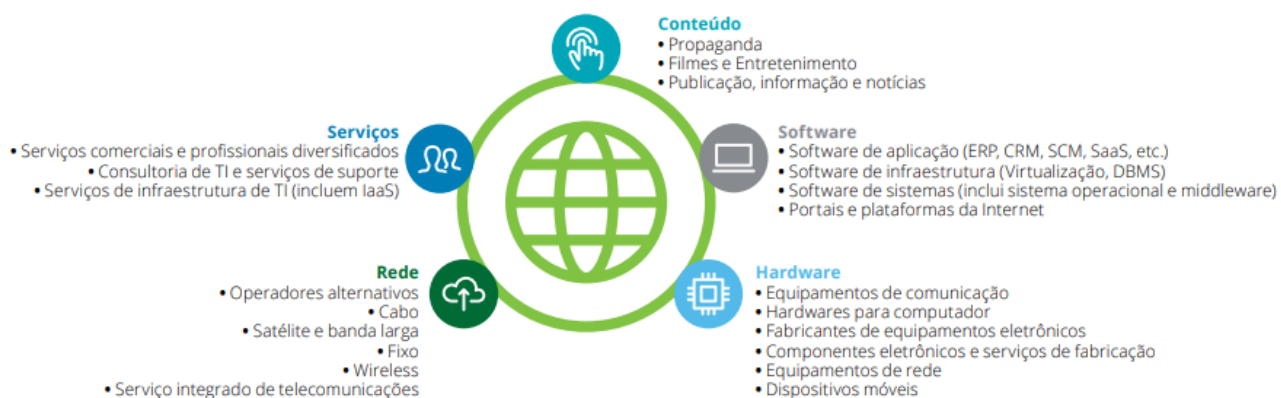 Conteúdo
• Propaganda
• Filmes e Entretenimento
• Publicação, informação e notícias
Serviços
• Serviços comerciais e profissionais diversificados
• Consultoria de TI e serviços de suporte
• Serviços de infraestrutura de TI (incluem IaaS)
Software
• Software de aplicação (ERP, CRM, SCM, SaaS, etc.)
• Software de infraestrutura (Virtualização, DBMS)
• Software de sistemas (inclui sistema operacional e middleware)
• Portais e plataformas da Internet
Rede
• Operadores alternativos
• Cabo
• Satélite e banda larga
• Fixo
• Wireless
• Serviço integrado de telecomunicações
Hardware
• Equipamentos de comunicação
• Hardwares para computador
• Fabricantes de equipamentos eletrônicos
• Componentes eletrônicos e serviços de fabricação
• Equipamentos de rede
• Dispositivos móveis